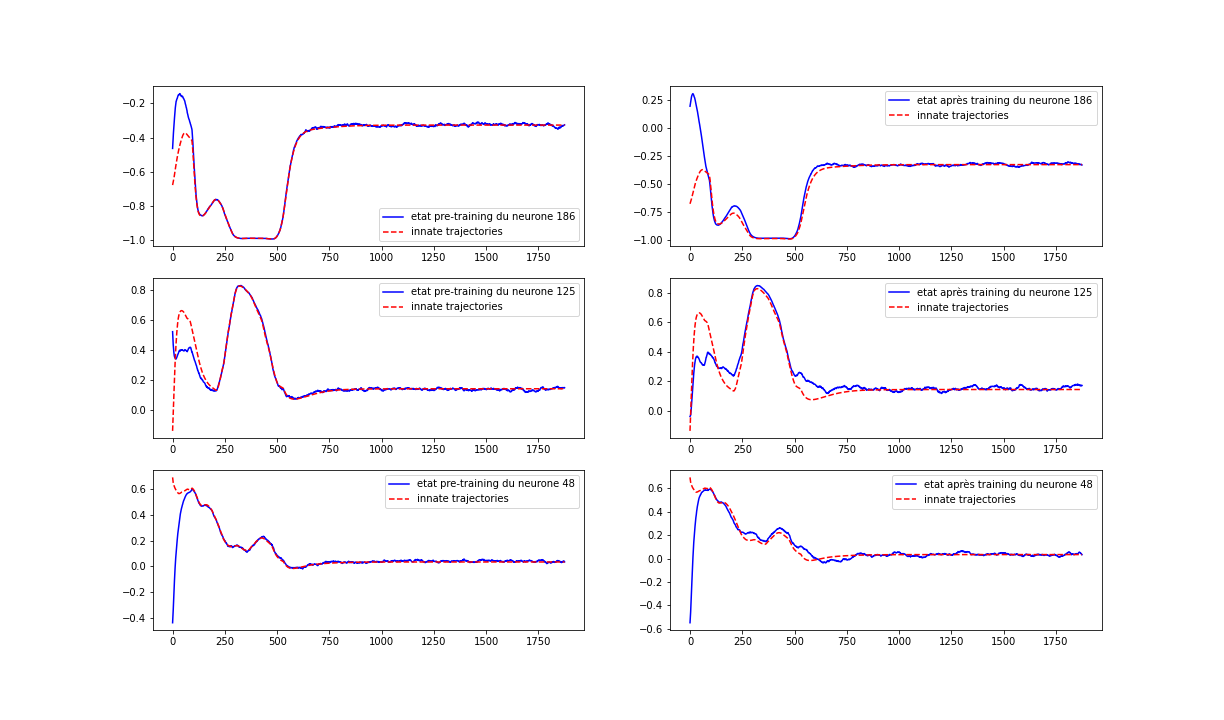 −0.2
−0.4
−0.6
−0.8
−1.0
etat pre-training du neurone 186
innate trajectories
0 250 500 750 1000 1250 1500 1750
0.25
0.00
−0.25
−0.50
−0.75
−1.00
etat après training du neurone 186
innate trajectories
0 250 500 750 1000 1250 1500 1750
0.8
0.6
0.4
0.2
0.0
etat pre-training du neurone 125
innate trajectories
0 250 500 750 1000 1250 1500 1750
0.8
0.6
0.4
0.2
0.0
etat après training du neurone 125
innate trajectories
0 250 500 750 1000 1250 1500 1750
0.6
0.4
0.2
0.0
−0.2
−0.4
etat pre-training du neurone 48
innate trajectories
0 250 500 750 1000 1250 1500 1750
0.6
0.4
0.2
0.0
−0.2
−0.4
−0.6
etat après training du neurone 48
innate trajectories
0 250 500 750 1000 1250 1500 1750